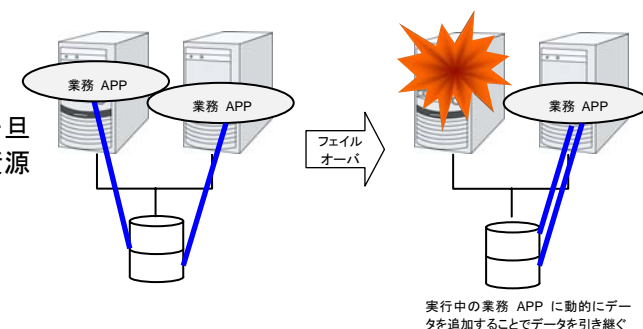 業務 APP
業務 APP
旦
源
フェイル
オーバ
業務 APP
実行中の業務 APP に動的にデー
タを追加することでデータを引き継ぐ